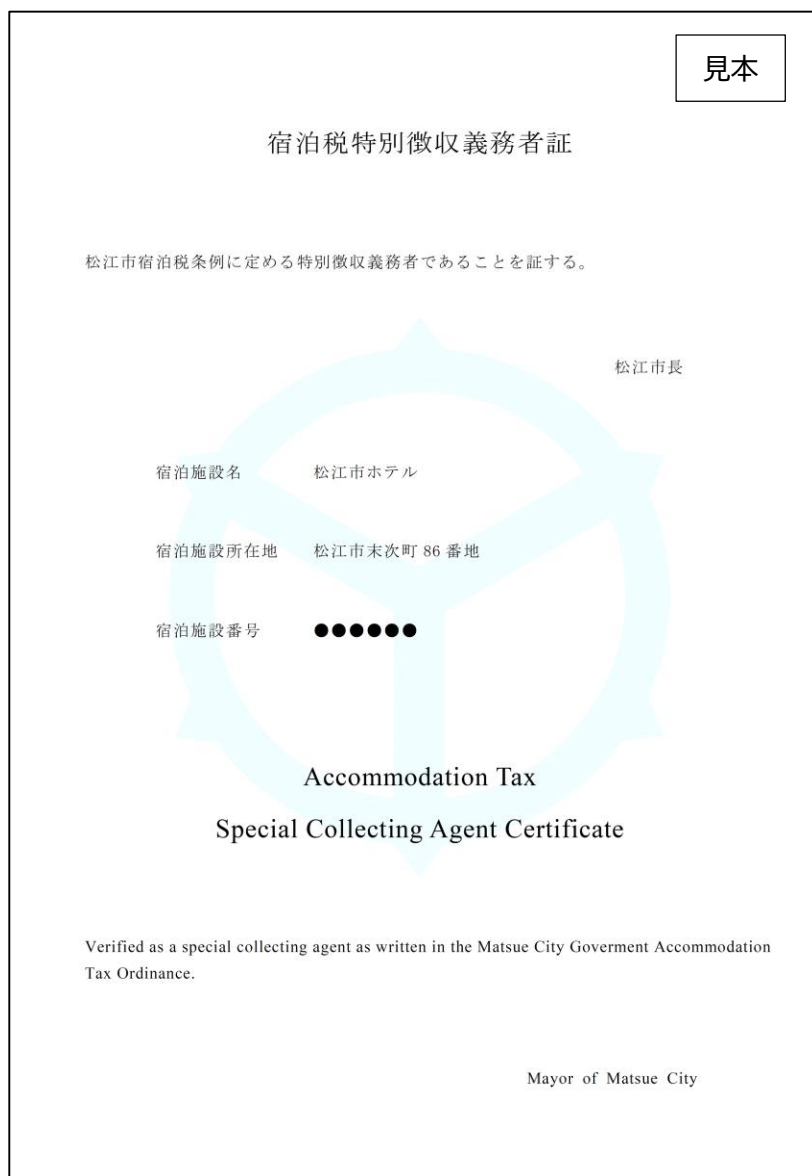 見本
宿泊税特別徴収義務者証
松江市宿泊税条例に定める特別徴収義務者であることを証する。
松江市長
宿泊施設名 松江市ホテル
宿泊施設所在地 松江市末次町 86 番地
宿泊施設番号 ●●●●●●
Accommodation Tax
Special Collecting Agent Certificate
Verified as a special collecting agent as written in the Matsue City Goverment Accommodation
Tax Ordinance.
Mayor of Matsue City